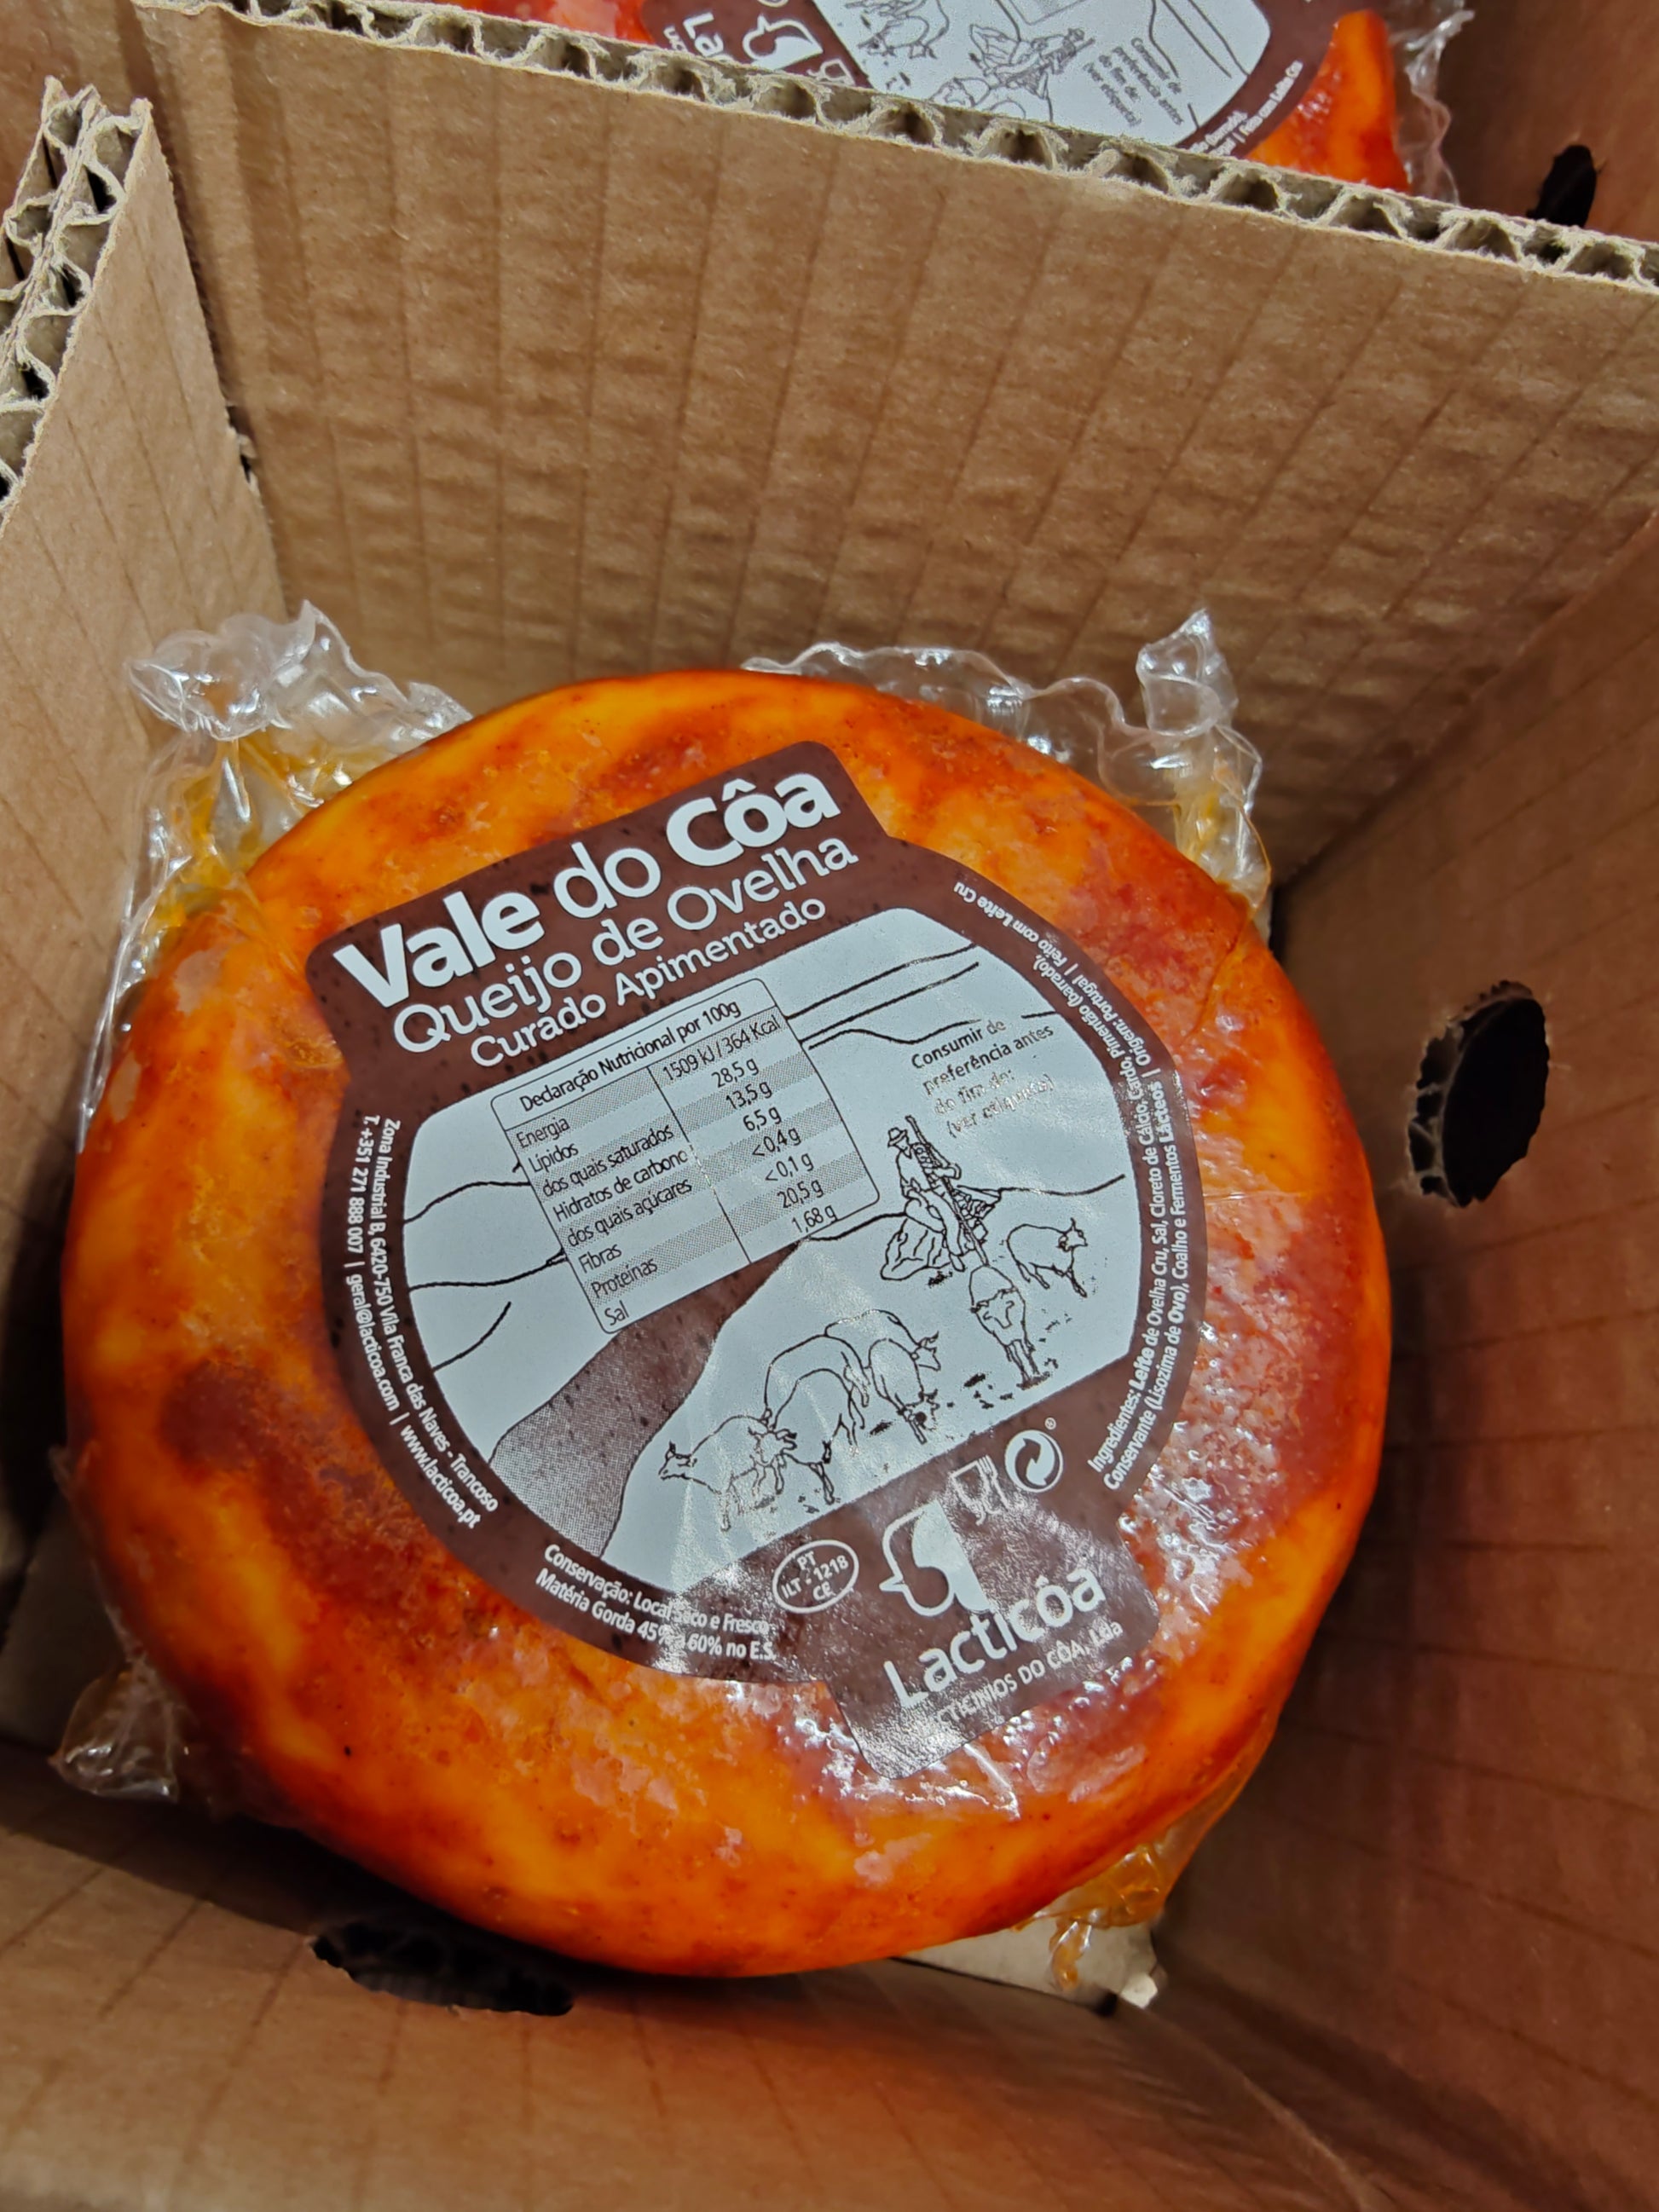 Vale do Côa
Queijo de Ovelha
Curado Apimentado
Declaração Nutricional por 100g
Energia 1509 kJ / 364 Kcal
Lípidos 28,5 g
dos quais saturados 13,5 g
Hidratos de carbono 6,5 g
dos quais açúcares <0,4 g
Fibras <0,1 g
Proteínas 20,5 g
Sal 1,68 g
Consumir de
preferência antes
do fim de:
(ver etiqueta)
Ingredientes: Leite de Ovelha Cru, Sal, Cloreto de Cálcio, Cardo, Pimentão (barrado),
Conservante (Lisozima de Ovo), Coalho e Fermentos Lácteos | Origem: Portugal | Feito com Leite Cru
Zona Industrial B, 6420-750 Vila Franca das Naves - Trancoso
T.+351 271 888 007 | geral@lacticoa.com | www.lacticoa.pt
Conservação: Local Seco e Fresco
Matéria Gorda 45% a 60% no E.S.
PT
ILT - 1218
CE
Lacticôa
TICÍNIOS DO CÔA, Lda